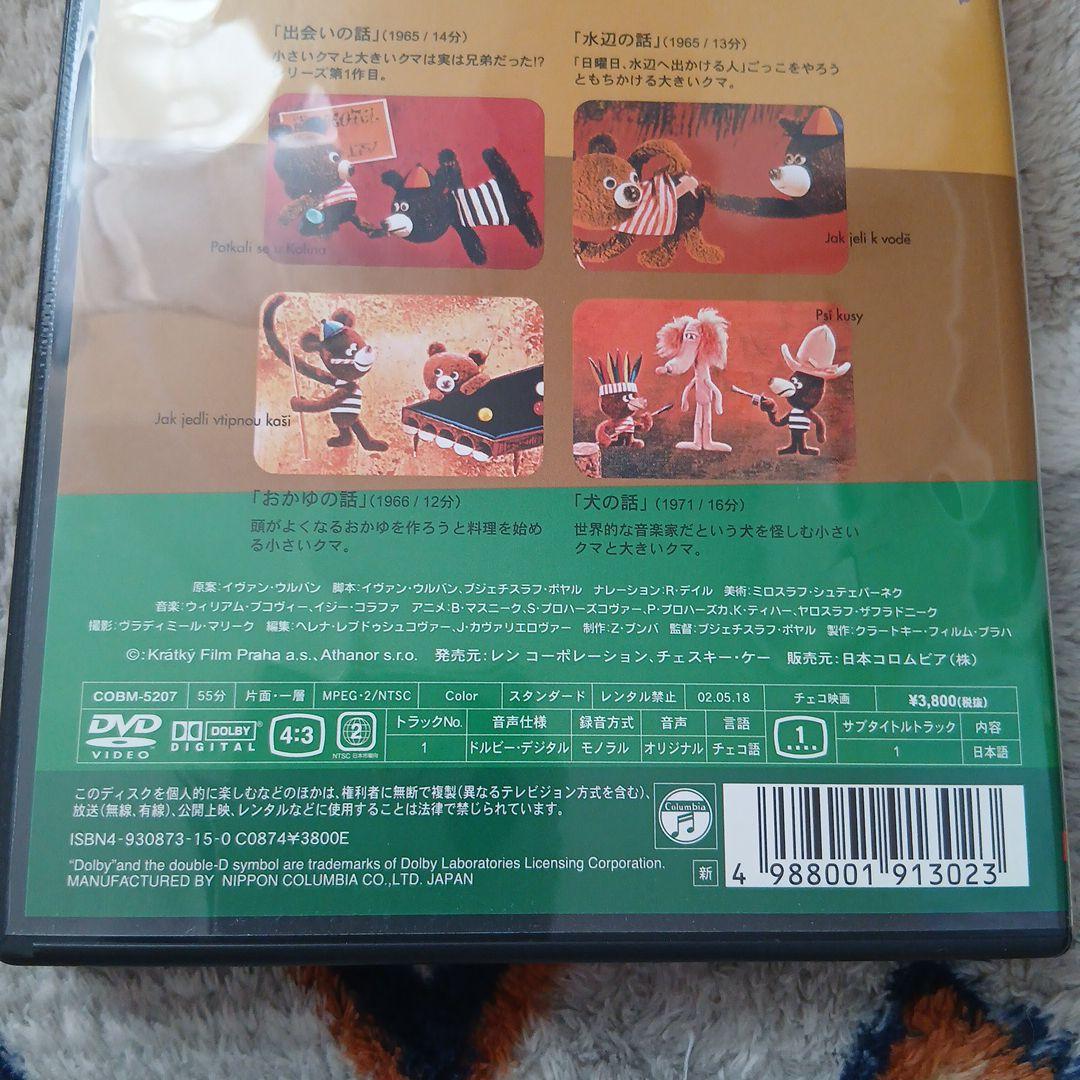 「出会いの話」(1965 / 14分)
小さいクマと大きいクマは実は兄弟だった!?
シリーズ第1作目。
「水辺の話」(1965 / 13分)
「日曜日、水辺へ出かける人」ごっこをやろう
ともちかける大きいクマ。
Potkali se u Kolína
Jak jeli k vodě
Jak jedli vtipnou kaši
Psí kusy
「おかゆの話」(1966 / 12分)
頭がよくなるおかゆを作ろうと料理を始め
る小さいクマ。
「犬の話」(1971 / 16分)
世界的な音楽家だという犬を怪しむ小さい
クマと大きいクマ。
原案:イヴァン・ウルバン 脚本:イヴァン・ウルバン、ブジェチスラフ・ポヤル ナレーション:R・デイル 美術:ミロスラフ・シュテェパーネク
音楽:ウィリアム・ブコヴィー、イジー・コラファ アニメ:B・マスニーク、S・プロハーズコヴァー、P・プロハーズカ、K・ティハー、ヤロスラフ・ザフラドニーク
撮影:ヴラディミール・マリーク 編集:ヘレナ・レブドゥシュコヴァー、J・カヴァリエロヴァー 制作:Z・ブンバ 監督:ブジェチスラフ・ポヤル 製作:クラートキー・フィルム・プラハ
©:Krátký Film Praha a.s.、Athanor s.r.o. 発売元:レン コーポレーション、チェスキー・ケー 販売元:日本コロムビア(株)
COBM-5207 55分 片面・一層 MPEG・2/NTSC Color スタンダード レンタル禁止 02.05.18 チェコ映画 ¥3,800(税抜)
DVD VIDEO DOLBY DIGITAL 4:3 2 NTSC 日本市場向 トラックNo. 音声仕様 録音方式 音声 言語 1 サブタイトルトラック 内容
1 ドルビー・デジタル モノラル オリジナル チェコ語 1 日本語
このディスクを個人的に楽しむなどのほかは、権利者に無断で複製(異なるテレビジョン方式を含む)、
放送(無線、有線)、公開上映、レンタルなどに使用することは法律で禁じられています。
ISBN4-930873-15-0 C0874¥3800E
"Dolby"and the double-D symbol are trademarks of Dolby Laboratories Licensing Corporation.
MANUFACTURED BY NIPPON COLUMBIA CO.,LTD. JAPAN
Columbia
新
4 988001 913023